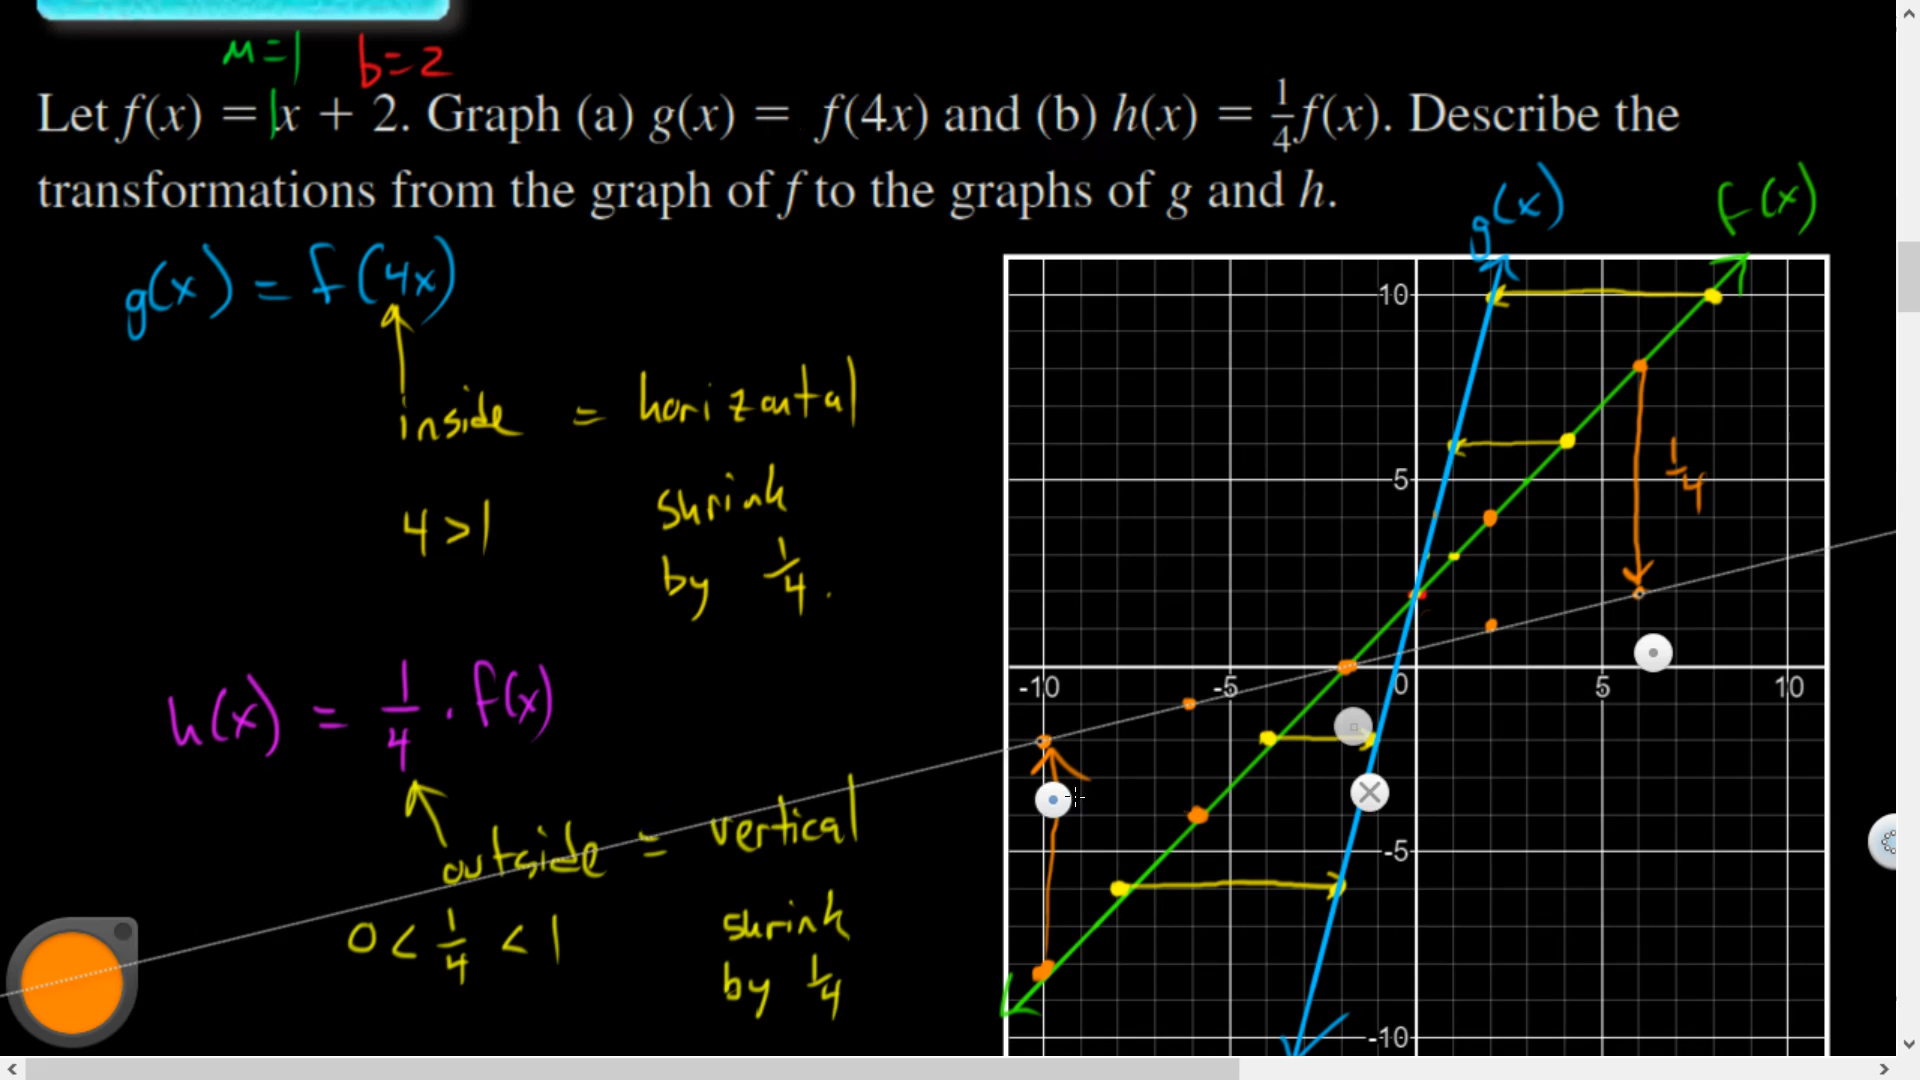 m=1 b=2
Let f(x) = 1x + 2. Graph (a) g(x) = f(4x) and (b) h(x) = 1/4 f(x). Describe the
transformations from the graph of f to the graphs of g and h.
g(x) = f(4x)
inside = horizontal
4>1
shrink
by 1/4.
h(x) = 1/4 · f(x)
outside = vertical
0 < 1/4 < 1
shrink
by 1/4
g(x)
f(x)
10
5
1/4
-10
-5
0
5
10
-5
-10